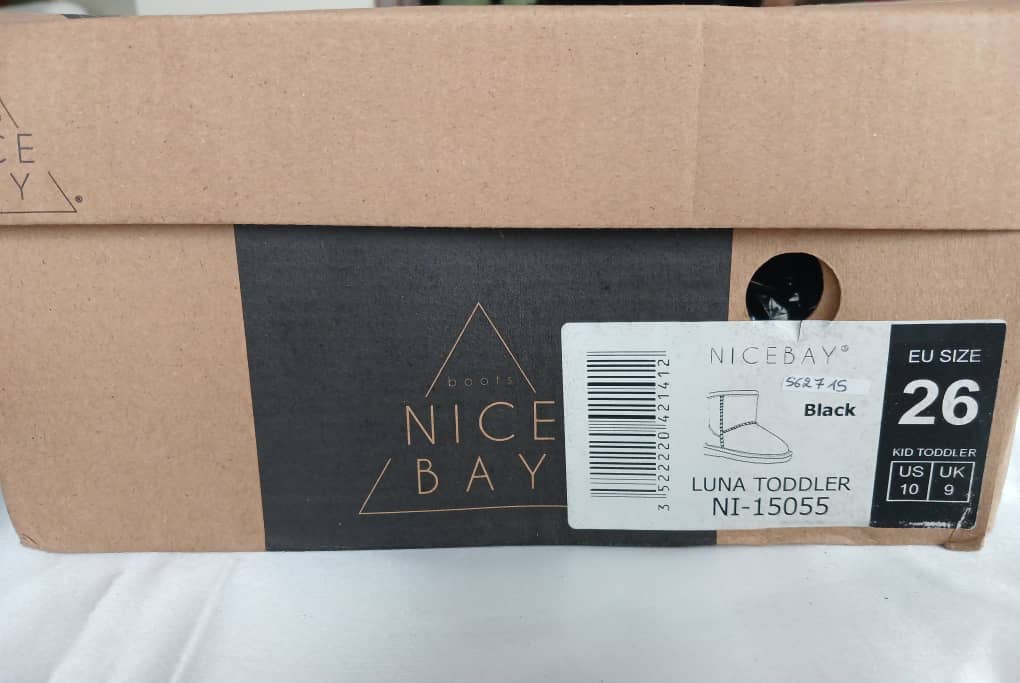 CE
Y®
boots
NICE
BAY
3 522220 421412
NICEBAY®
562715
Black
LUNA TODDLER
NI-15055
EU SIZE
26
KID TODDLER
US UK
10 9